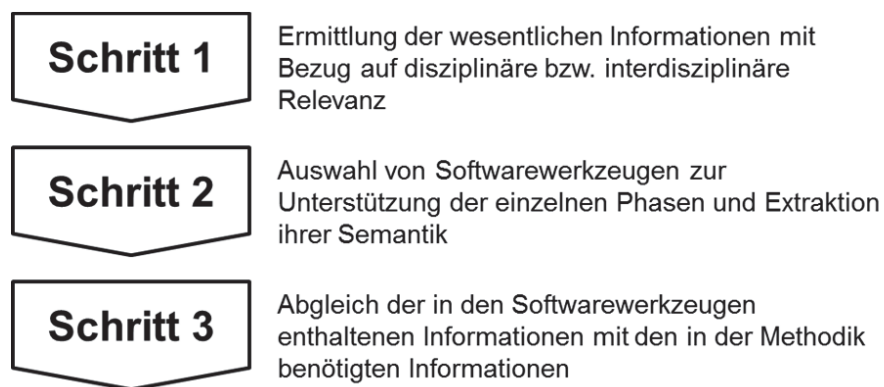 Schritt 1
Ermittlung der wesentlichen Informationen mit
Bezug auf disziplinäre bzw. interdisziplinäre
Relevanz
Schritt 2
Auswahl von Softwarewerkzeugen zur
Unterstützung der einzelnen Phasen und Extraktion
ihrer Semantik
Schritt 3
Abgleich der in den Softwarewerkzeugen
enthaltenen Informationen mit den in der Methodik
benötigten Informationen